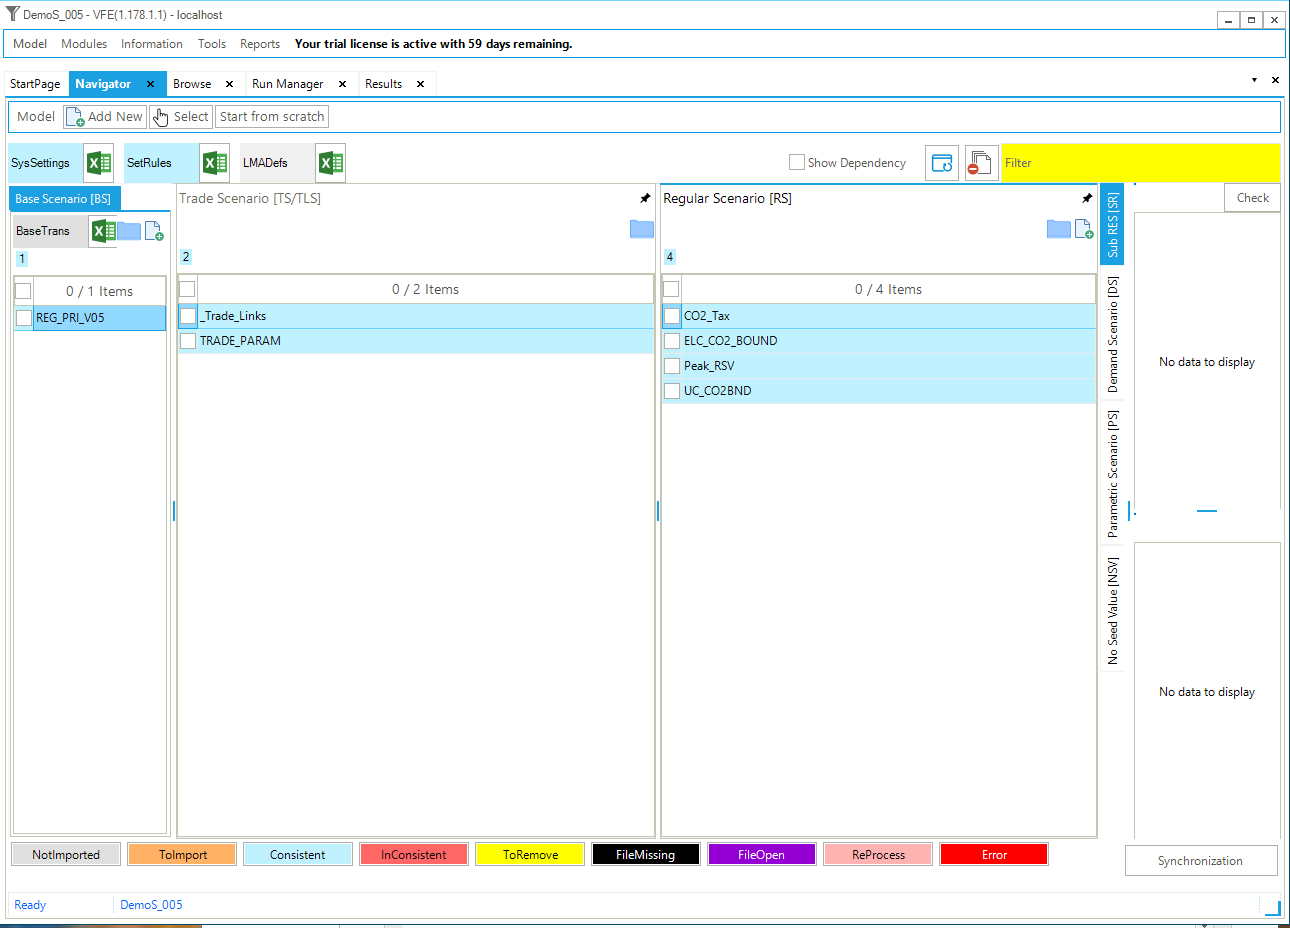 DemoS_005 - VFE(1.178.1.1) - localhost
Model Modules Information Tools Reports Your trial license is active with 59 days remaining.
StartPage Navigator Browse Run Manager Results
Model Add New Select Start from scratch
SysSettings SetRules LMADefs Show Dependency Filter
Base Scenario [BS] Trade Scenario [TS/TLS] Regular Scenario [RS] Check
BaseTrans
1 2 4
0 / 1 Items 0 / 2 Items 0 / 4 Items
REG_PRI_V05 _Trade_Links CO2_Tax
TRADE_PARAM ELC_CO2_BOUND
Peak_RSV
UC_CO2BND
Sub RES [SR]
Demand Scenario [DS]
Parametric Scenario [PS]
No Seed Value [NSV]
No data to display
No data to display
NotImported ToImport Consistent InConsistent ToRemove FileMissing FileOpen ReProcess Error Synchronization
Ready DemoS_005